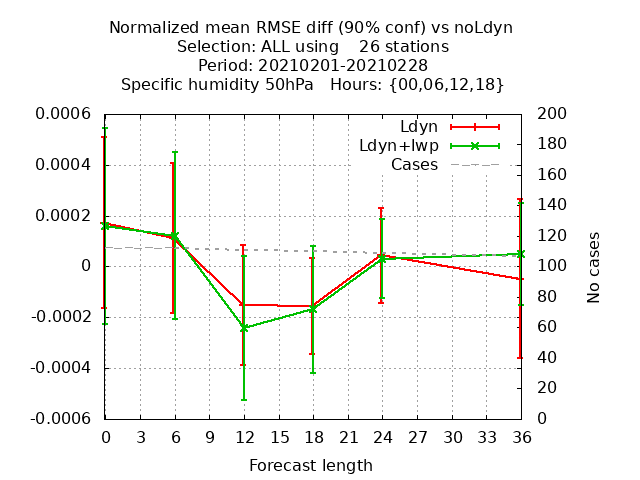 Normalized mean RMSE diff (90% conf) vs noLdyn
Selection: ALL using    26 stations
Period: 20210201-20210228
Specific humidity 50hPa   Hours: {00,06,12,18}
0.0006
0.0004
0.0002
0
-0.0002
-0.0004
-0.0006
Ldyn
Ldyn+lwp
Cases
200
180
160
140
120
100
80
60
40
20
0
No cases
0 3 6 9 12 15 18 21 24 27 30 33 36
Forecast length